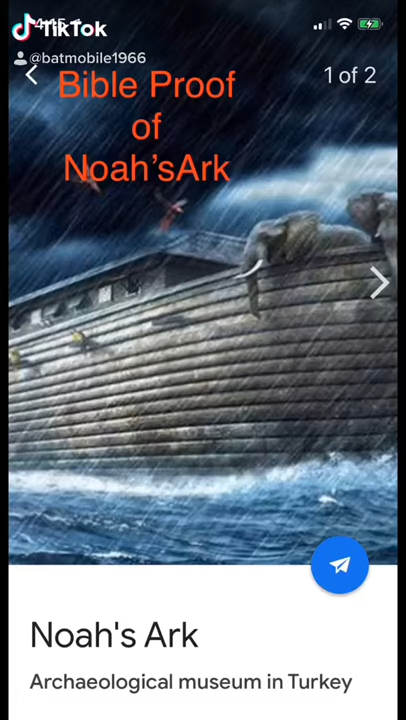 TikTok
@batmobile1966
1 of 2
Bible Proof
of
Noah'sArk
Noah's Ark
Archaeological museum in Turkey